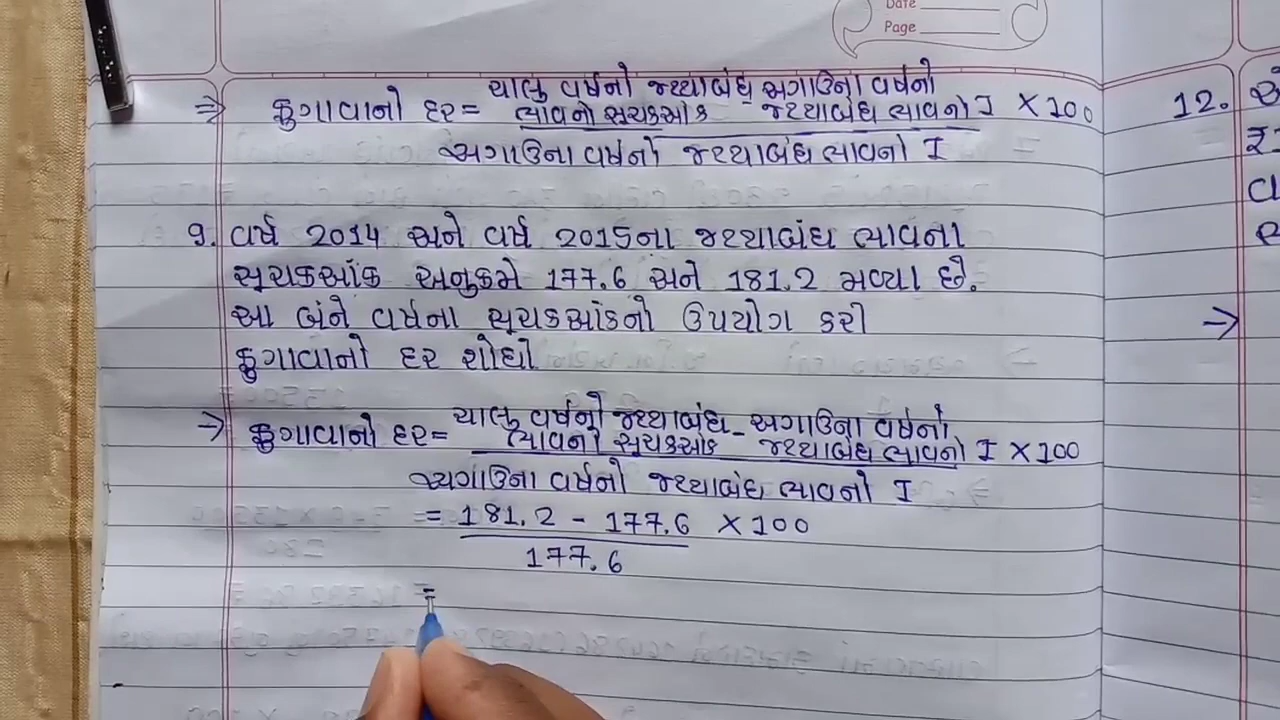 Date
Page
⇒ ફુગાવાનો દર= ચાલુ વર્ષનો જથ્થાબંધ - અગાઉના વર્ષનો
ભાવનો સૂચકઆંક જથ્થાબંધ ભાવનો I × 100
અગાઉના વર્ષનો જથ્થાબંધ ભાવનો I
9. વર્ષ 2014 અને વર્ષ 2015ના જથ્થાબંધ ભાવના
સૂચકઆંક અનુક્રમે 177.6 અને 181.2 મળ્યા છે.
આ બંને વર્ષના સૂચકઆંકનો ઉપયોગ કરી
ફુગાવાનો દર શોધો
→ ફુગાવાનો દર= ચાલુ વર્ષનો જથ્થાબંધ - અગાઉના વર્ષનો
ભાવનો સૂચકઆંક જથ્થાબંધ ભાવનો I × 100
અગાઉના વર્ષનો જથ્થાબંધ ભાવનો I
= 181.2 - 177.6 × 100
177.6
=
12.
→